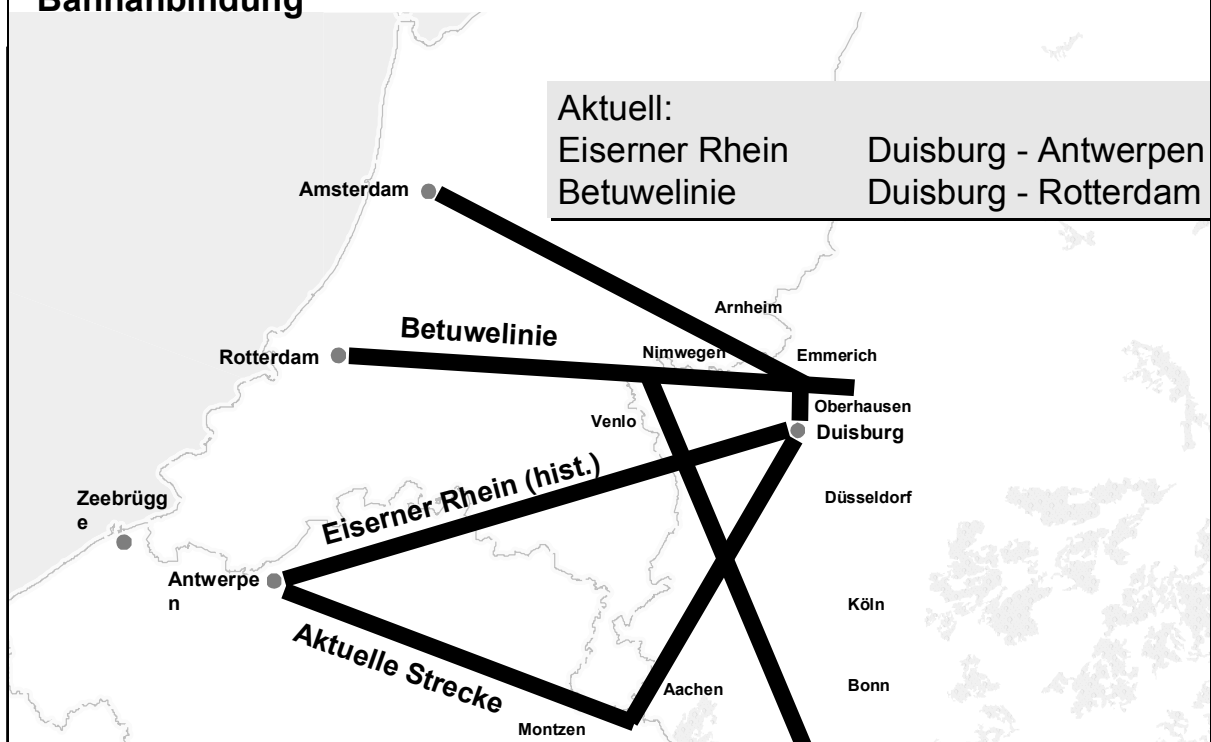 Bahnanbindung
Aktuell:
Eiserner Rhein Duisburg - Antwerpen
Betuwelinie Duisburg - Rotterdam
Amsterdam
Arnheim
Betuwelinie
Rotterdam
Nimwegen
Emmerich
Oberhausen
Venlo
Duisburg
Eiserner Rhein (hist.)
Zeebrügg
e
Düsseldorf
Antwerpe
n
Köln
Aktuelle Strecke
Aachen
Bonn
Montzen